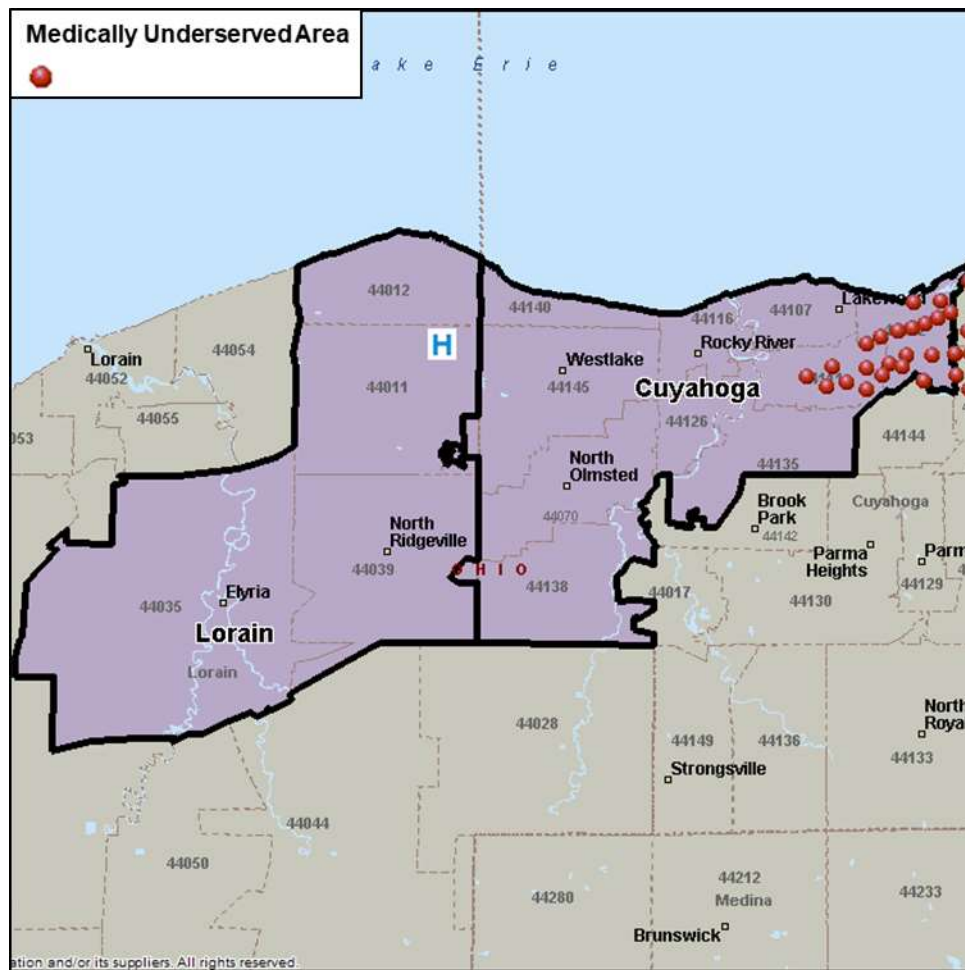 Medically Underserved Area
ake Erie
44012
44140
44116
44107
Lakewood
H
Rocky River
Lorain
44052
44054
Westlake
44145
44011
Cuyahoga
44055
053
44126
44144
44135
North
Olmsted
44070
Brook
Park
44142
Cuyahoga
North
Ridgeville
44039
OHIO
Parma
Heights
Parm
44129
44138
44017
44130
44035
Elyria
Lorain
Lorain
44028
44149
44136
North
Roya
44133
Strongsville
44044
44050
44280
44212
Medina
44233
Brunswick
ation and/or its suppliers. All rights reserved.